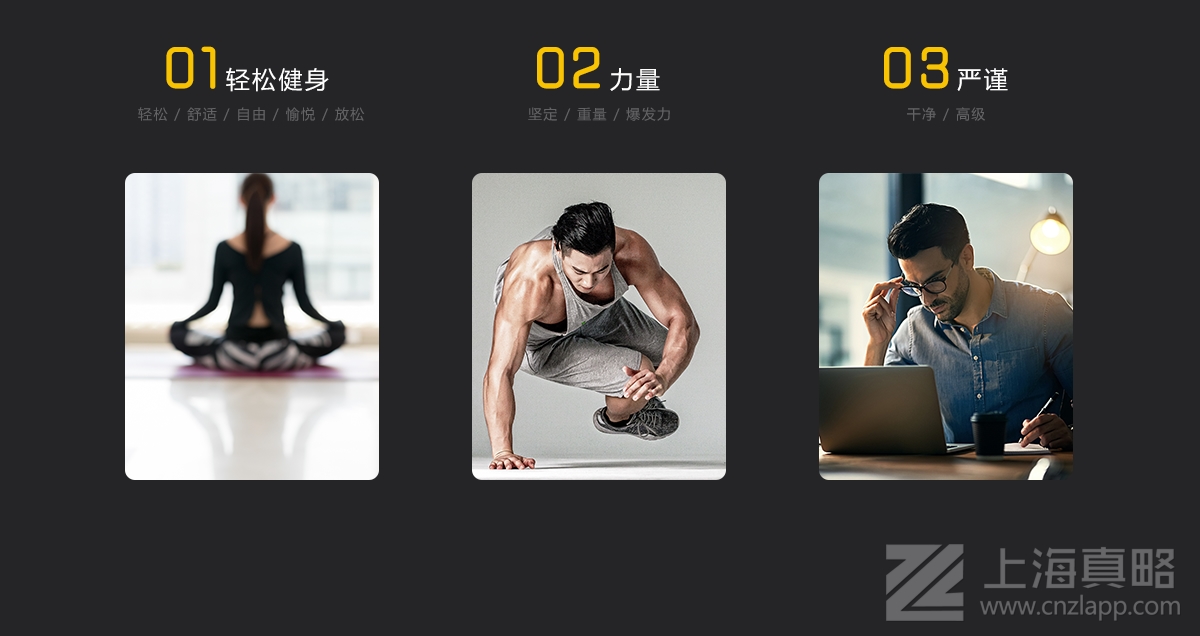 01 轻松健身
轻松 / 舒适 / 自由 / 愉悦 / 放松
02 力量
坚定 / 重量 / 爆发力
03 严谨
干净 / 高级
上海真略
www.cnzlapp.com